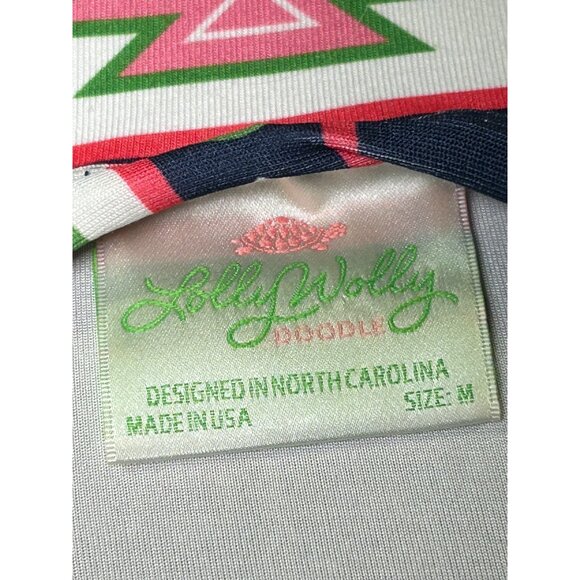 Lolly Wolly
DOODLE
DESIGNED IN NORTH CAROLINA
MADE IN USA SIZE: M